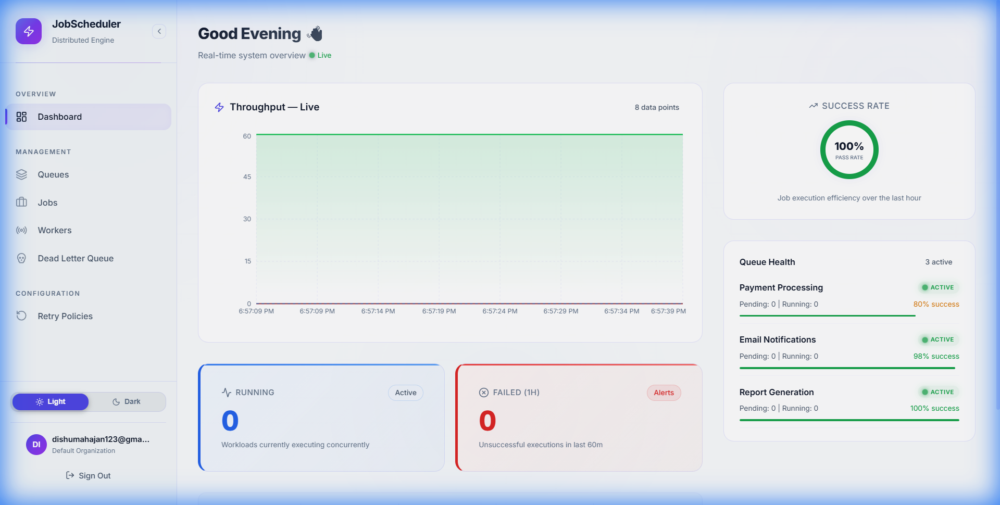 JobScheduler
Distributed Engine
OVERVIEW
Dashboard
MANAGEMENT
Queues
Jobs
Workers
Dead Letter Queue
CONFIGURATION
Retry Policies
Light
Dark
DI
dishumahajan123@gma...
Default Organization
Sign Out
Good Evening
Real-time system overview Live
Throughput — Live
8 data points
60
45
30
15
0
6:57:09 PM 6:57:09 PM 6:57:14 PM 6:57:19 PM 6:57:24 PM 6:57:29 PM 6:57:34 PM 6:57:39 PM
RUNNING
Active
0
Workloads currently executing concurrently
FAILED (1H)
Alerts
0
Unsuccessful executions in last 60m
SUCCESS RATE
100%
PASS RATE
Job execution efficiency over the last hour
Queue Health
3 active
Payment Processing
ACTIVE
Pending: 0 | Running: 0
80% success
Email Notifications
ACTIVE
Pending: 0 | Running: 0
98% success
Report Generation
ACTIVE
Pending: 0 | Running: 0
100% success